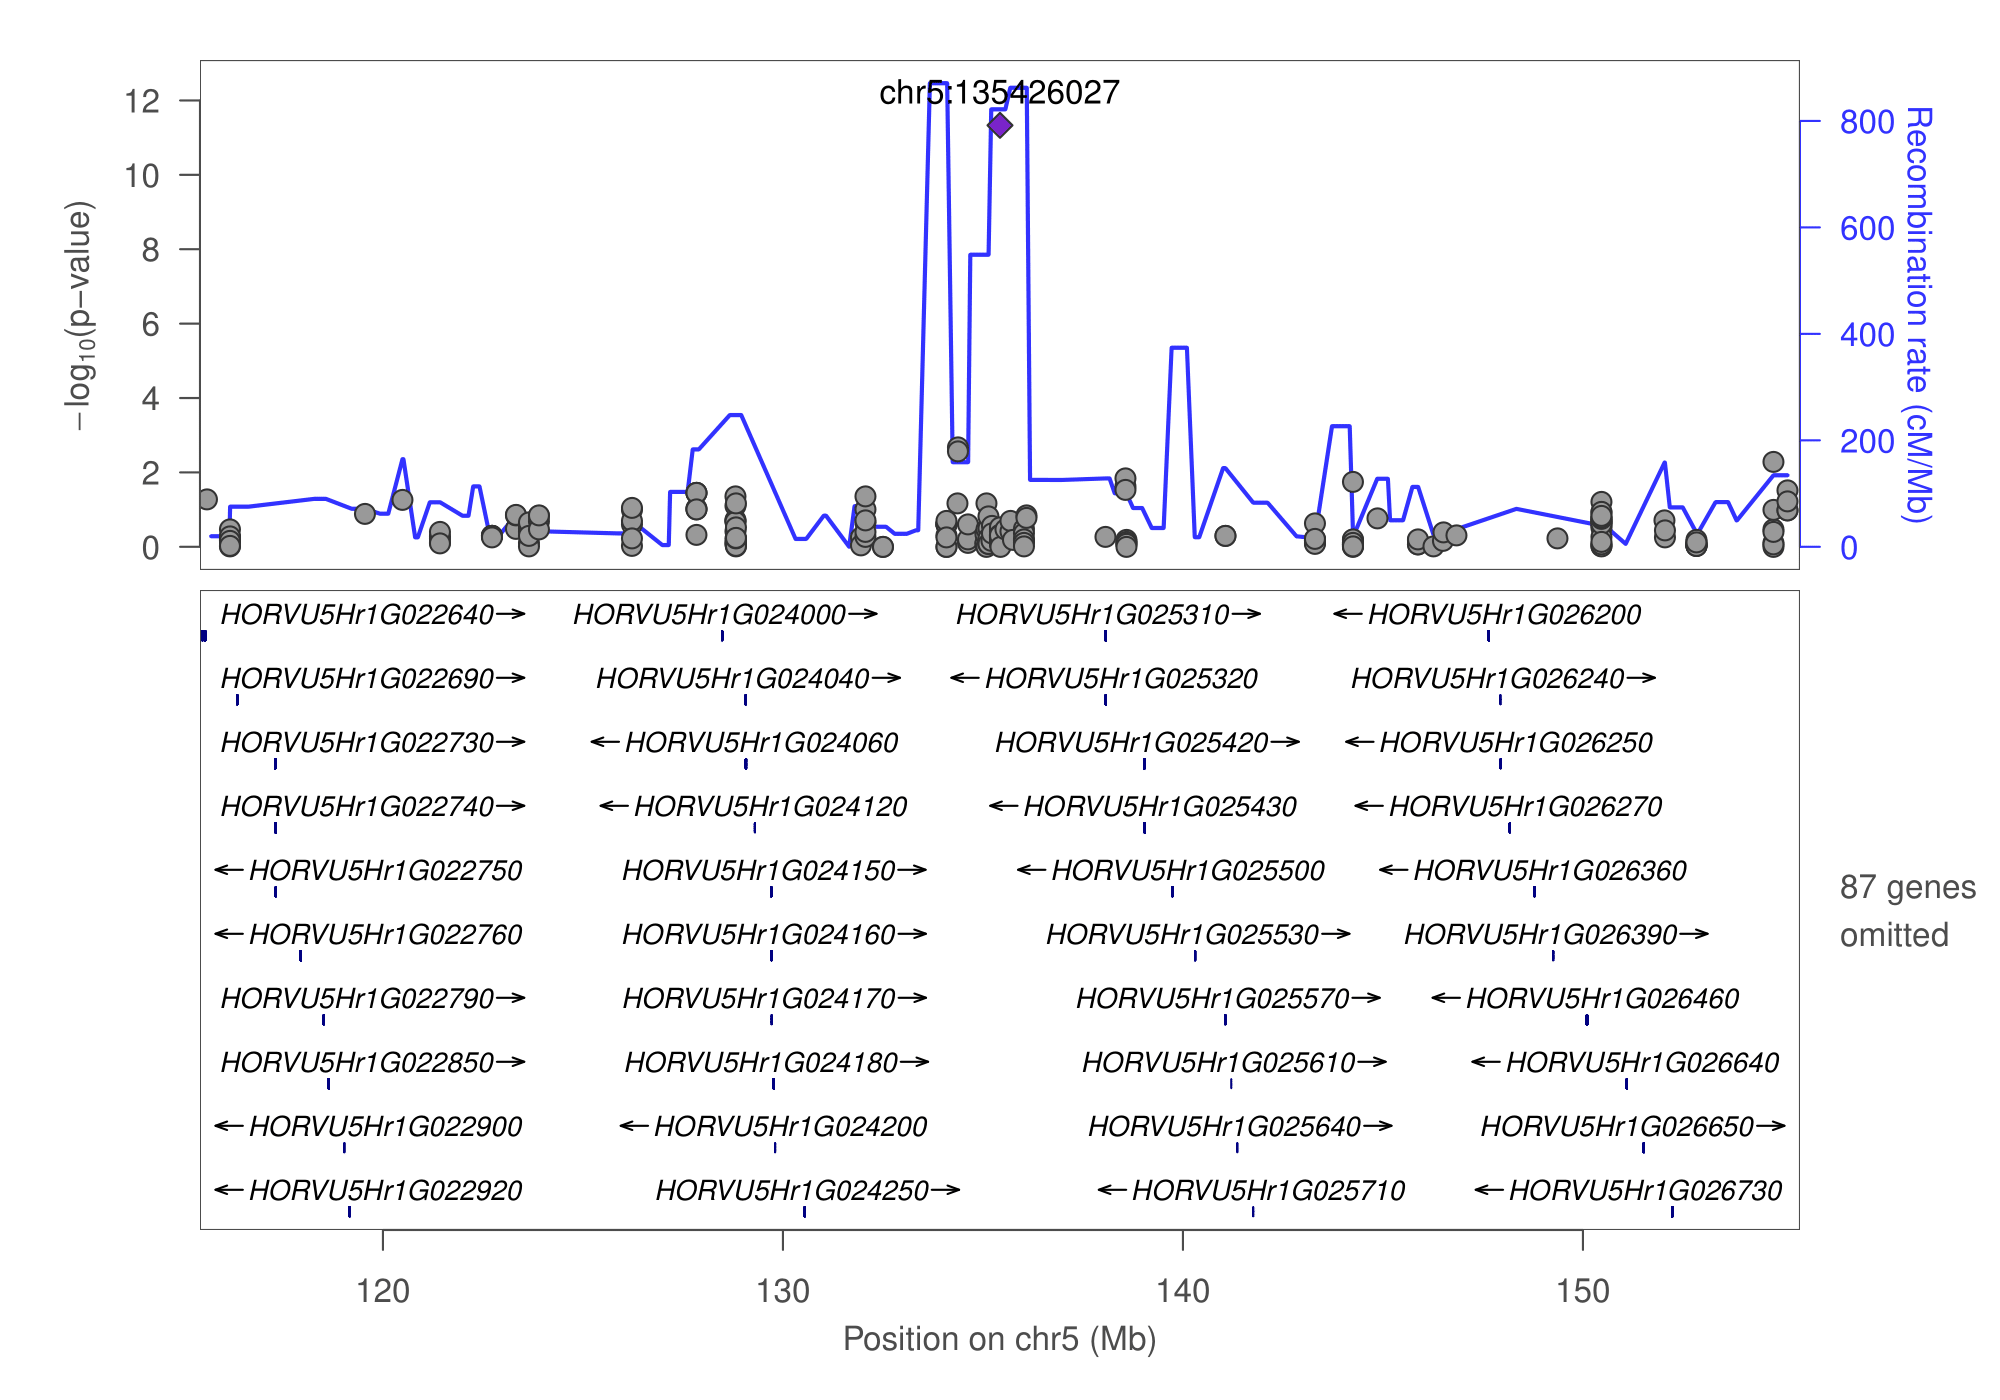 chr5:135426027
12
10
8
6
4
2
0
−log10(p−value)
800
600
400
200
0
Recombination rate (cM/Mb)
HORVU5Hr1G022640→ HORVU5Hr1G024000→ HORVU5Hr1G025310→ ←HORVU5Hr1G026200
HORVU5Hr1G022690→ HORVU5Hr1G024040→ ←HORVU5Hr1G025320 HORVU5Hr1G026240→
HORVU5Hr1G022730→ ←HORVU5Hr1G024060 HORVU5Hr1G025420→ ←HORVU5Hr1G026250
HORVU5Hr1G022740→ ←HORVU5Hr1G024120 ←HORVU5Hr1G025430 ←HORVU5Hr1G026270
←HORVU5Hr1G022750 HORVU5Hr1G024150→ ←HORVU5Hr1G025500 ←HORVU5Hr1G026360
←HORVU5Hr1G022760 HORVU5Hr1G024160→ HORVU5Hr1G025530→ HORVU5Hr1G026390→
HORVU5Hr1G022790→ HORVU5Hr1G024170→ HORVU5Hr1G025570→ ←HORVU5Hr1G026460
HORVU5Hr1G022850→ HORVU5Hr1G024180→ HORVU5Hr1G025610→ ←HORVU5Hr1G026640
←HORVU5Hr1G022900 ←HORVU5Hr1G024200 HORVU5Hr1G025640→ HORVU5Hr1G026650→
←HORVU5Hr1G022920 HORVU5Hr1G024250→ ←HORVU5Hr1G025710 ←HORVU5Hr1G026730
87 genes
omitted
120 130 140 150
Position on chr5 (Mb)